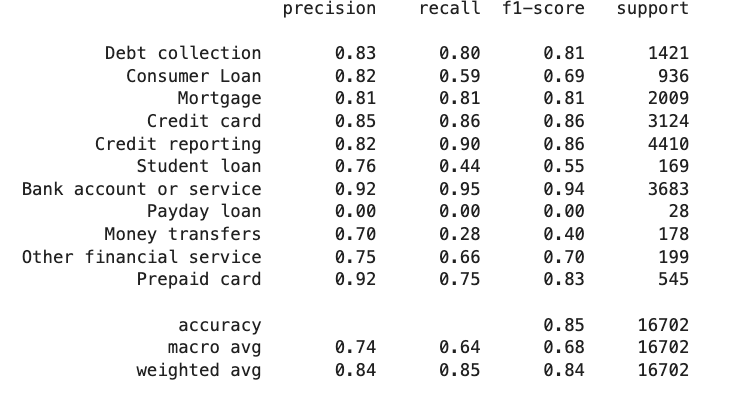 precision recall f1-score support
Debt collection 0.83 0.80 0.81 1421
Consumer Loan 0.82 0.59 0.69 936
Mortgage 0.81 0.81 0.81 2009
Credit card 0.85 0.86 0.86 3124
Credit reporting 0.82 0.90 0.86 4410
Student loan 0.76 0.44 0.55 169
Bank account or service 0.92 0.95 0.94 3683
Payday loan 0.00 0.00 0.00 28
Money transfers 0.70 0.28 0.40 178
Other financial service 0.75 0.66 0.70 199
Prepaid card 0.92 0.75 0.83 545
accuracy 0.85 16702
macro avg 0.74 0.64 0.68 16702
weighted avg 0.84 0.85 0.84 16702